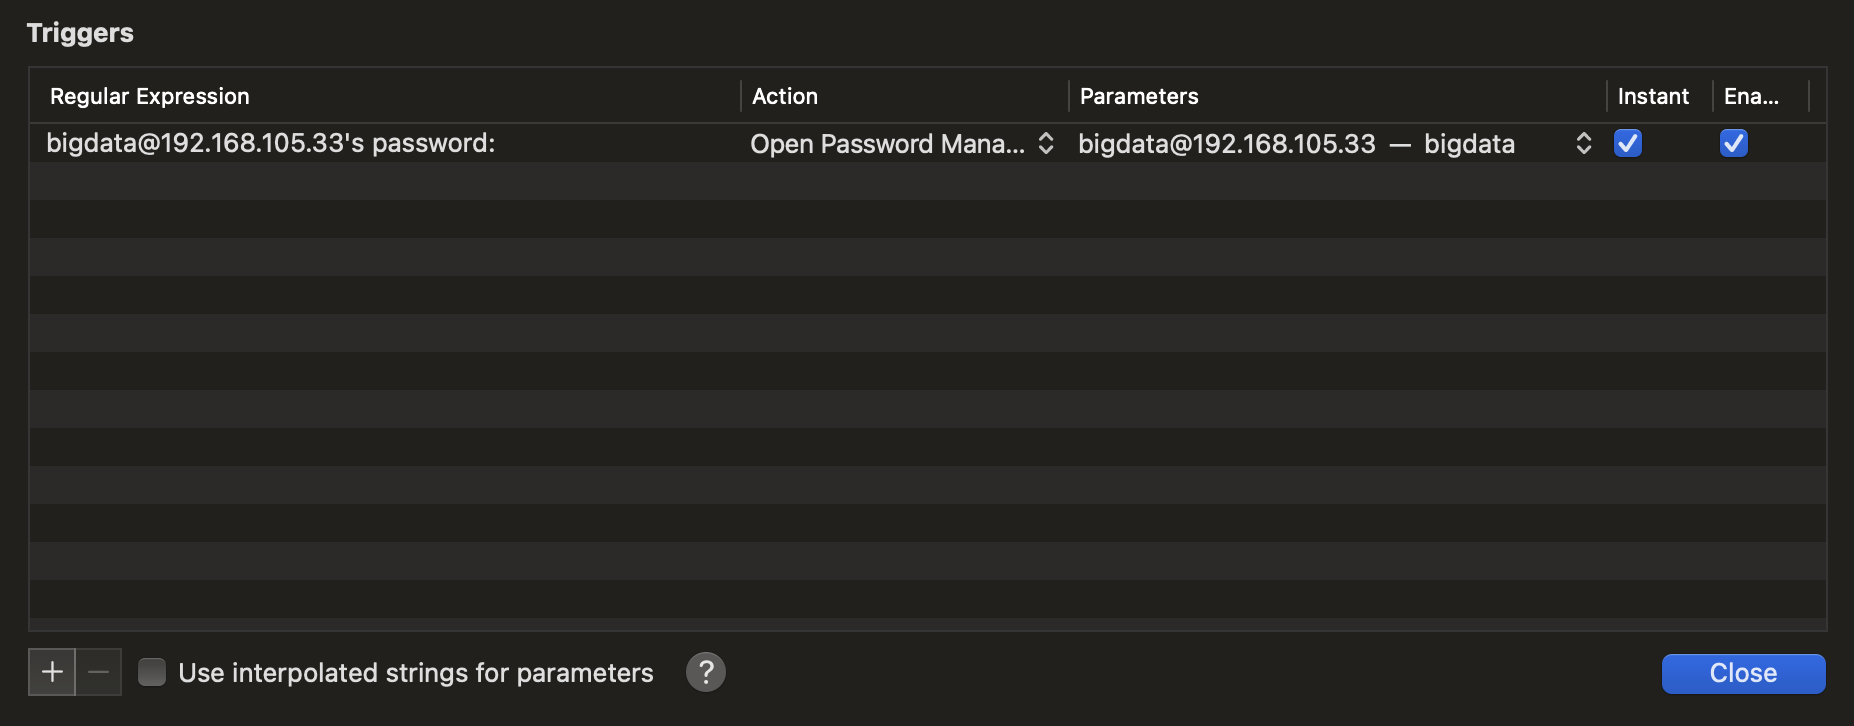 Triggers
Regular Expression Action Parameters Instant Ena...
bigdata@192.168.105.33's password: Open Password Mana... bigdata@192.168.105.33 — bigdata
+ − Use interpolated strings for parameters ? Close